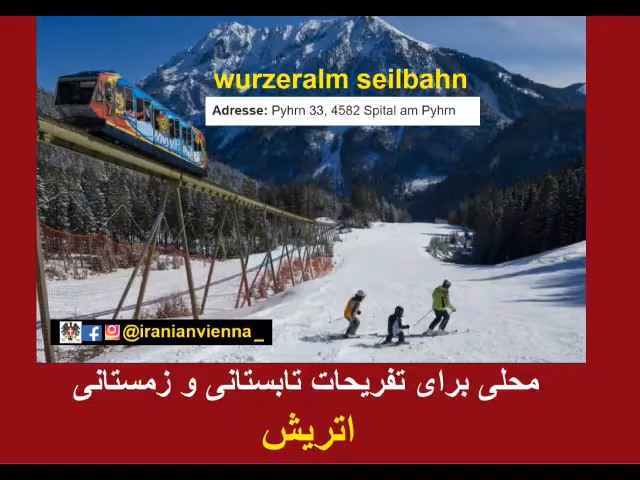 wurzeralm seilbahn
Adresse: Pyhrn 33, 4582 Spital am Pyhrn
@iranianvienna_
محلی برای تفریحات تابستانی و زمستانی
اتریش